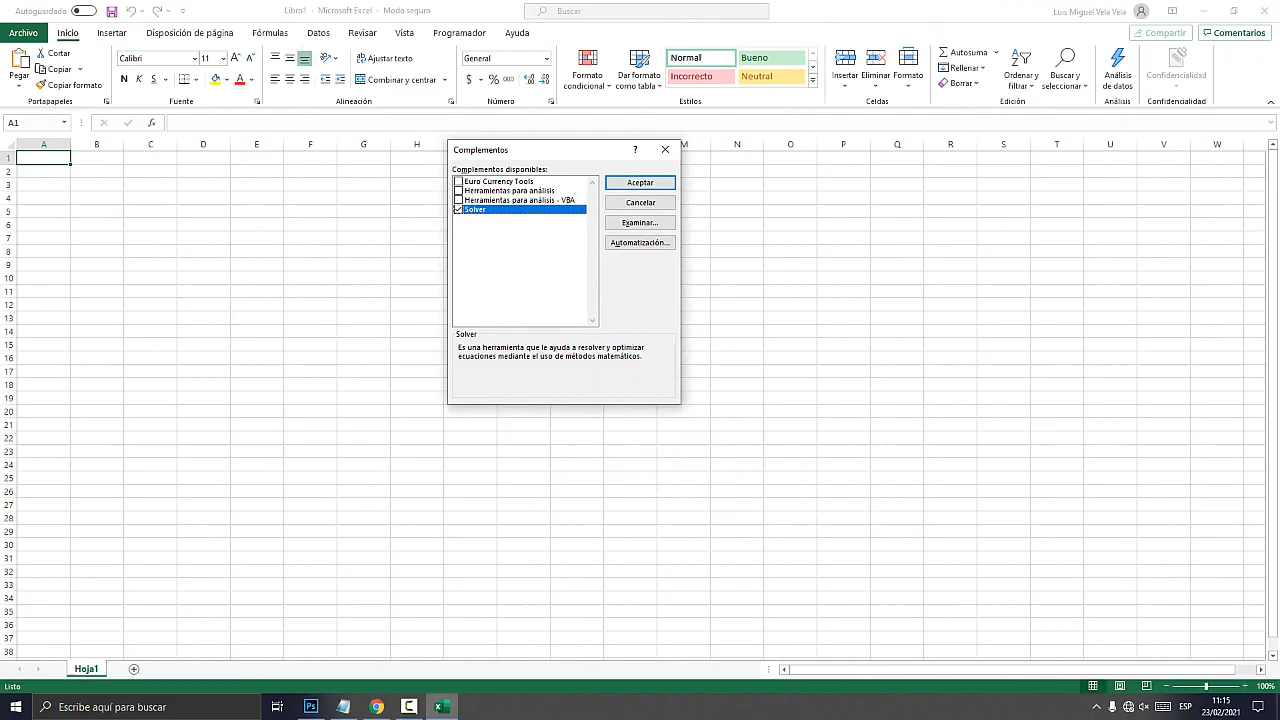 Autoguardado
Libro1 - Microsoft Excel - Modo seguro
Buscar
Luis Miguel Vela Vela
Archivo Inicio Insertar Disposición de página Fórmulas Datos Revisar Vista Programador Ayuda
Compartir Comentarios
Pegar
Cortar
Copiar
Copiar formato
Portapapeles
Calibri 11
N K S
Fuente
Ajustar texto
Combinar y centrar
Alineación
General
$ % 000
Número
Formato condicional
Dar formato como tabla
Normal Bueno
Incorrecto Neutral
Estilos
Insertar Eliminar Formato
Celdas
Autosuma
Rellenar
Borrar
Ordenar y filtrar
Buscar y seleccionar
Edición
Análisis de datos
Análisis
Confidencialidad
Confidencialidad
A1
fx
A B C D E F G H M N O P Q R S T U V W
1
2
3
4
5
6
7
8
9
10
11
12
13
14
15
16
17
18
19
20
21
22
23
24
25
26
27
28
29
30
31
32
33
34
35
36
37
38
Complementos ?
Complementos disponibles:
Euro Currency Tools
Herramientas para análisis
Herramientas para análisis - VBA
Solver
Aceptar
Cancelar
Examinar...
Automatización...
Solver
Es una herramienta que le ayuda a resolver y optimizar
ecuaciones mediante el uso de métodos matemáticos.
Hoja1
Listo
100%
Escribe aquí para buscar
Ps
ESP
11:15
23/02/2021